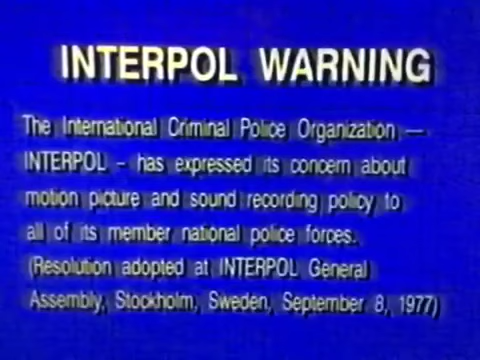 INTERPOL WARNING
The International Criminal Police Organization —
INTERPOL – has expressed its concern about
motion picture and sound recording policy to
all of its member national police forces.
(Resolution adopted at INTERPOL General
Assembly, Stockholm, Sweden, September 8, 1977)